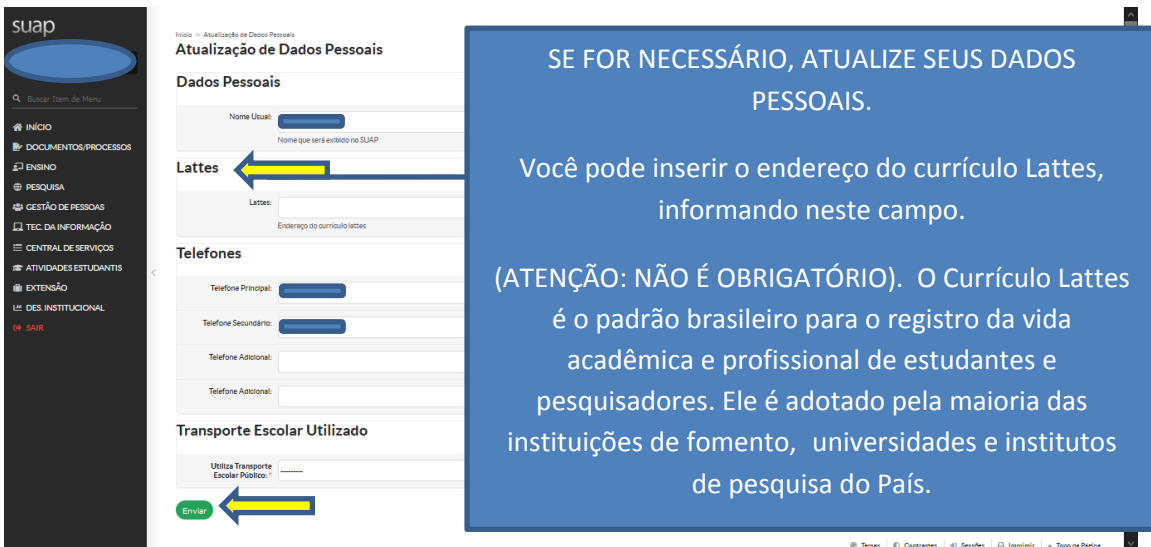 suap
Buscar Item de Menu
INÍCIO
DOCUMENTOS/PROCESSOS
ENSINO
PESQUISA
GESTÃO DE PESSOAS
TEC. DA INFORMAÇÃO
CENTRAL DE SERVIÇOS
ATIVIDADES ESTUDANTIS
EXTENSÃO
DES. INSTITUCIONAL
SAIR
Início » Atualização de Dados Pessoais
Atualização de Dados Pessoais
Dados Pessoais
Nome Usual:
Nome que será exibido no SUAP
Lattes
Lattes:
Endereço do currículo lattes
Telefones
Telefone Principal:
Telefone Secundário:
Telefone Adicional:
Telefone Adicional:
Transporte Escolar Utilizado
Utiliza Transporte
Escolar Público: * ---------
Enviar
SE FOR NECESSÁRIO, ATUALIZE SEUS DADOS
PESSOAIS.
Você pode inserir o endereço do currículo Lattes,
informando neste campo.
(ATENÇÃO: NÃO É OBRIGATÓRIO). O Currículo Lattes
é o padrão brasileiro para o registro da vida
acadêmica e profissional de estudantes e
pesquisadores. Ele é adotado pela maioria das
instituições de fomento, universidades e institutos
de pesquisa do País.
Temas Contrastes Sessões Imprimir Topo da Página